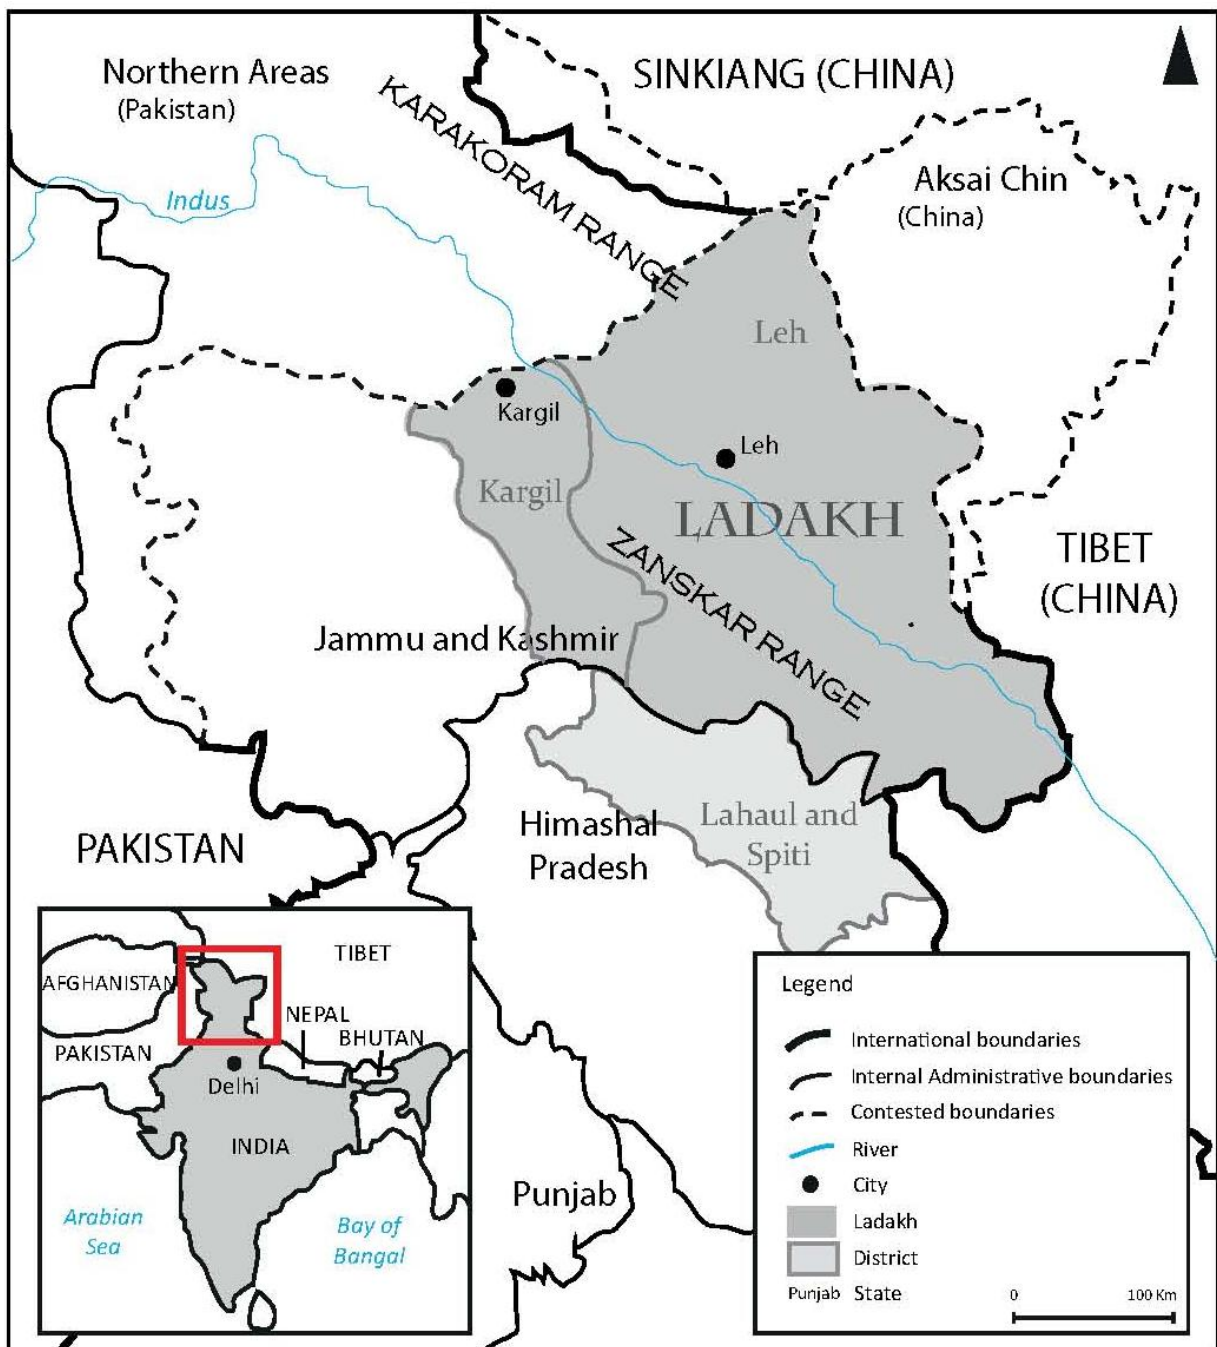 Northern Areas
(Pakistan)
SINKIANG (CHINA)
KARAKORAM RANGE
Aksai Chin
(China)
Indus
Leh
Kargil
Leh
Kargil
LADAKH
ZANSKAR RANGE
TIBET
(CHINA)
Jammu and Kashmir
Himashal
Pradesh
Lahaul and
Spiti
PAKISTAN
Punjab
TIBET
AFGHANISTAN
NEPAL
BHUTAN
PAKISTAN
Delhi
INDIA
Arabian
Sea
Bay of
Bangal
Legend
International boundaries
Internal Administrative boundaries
Contested boundaries
River
City
Ladakh
District
Punjab State
0 100 Km